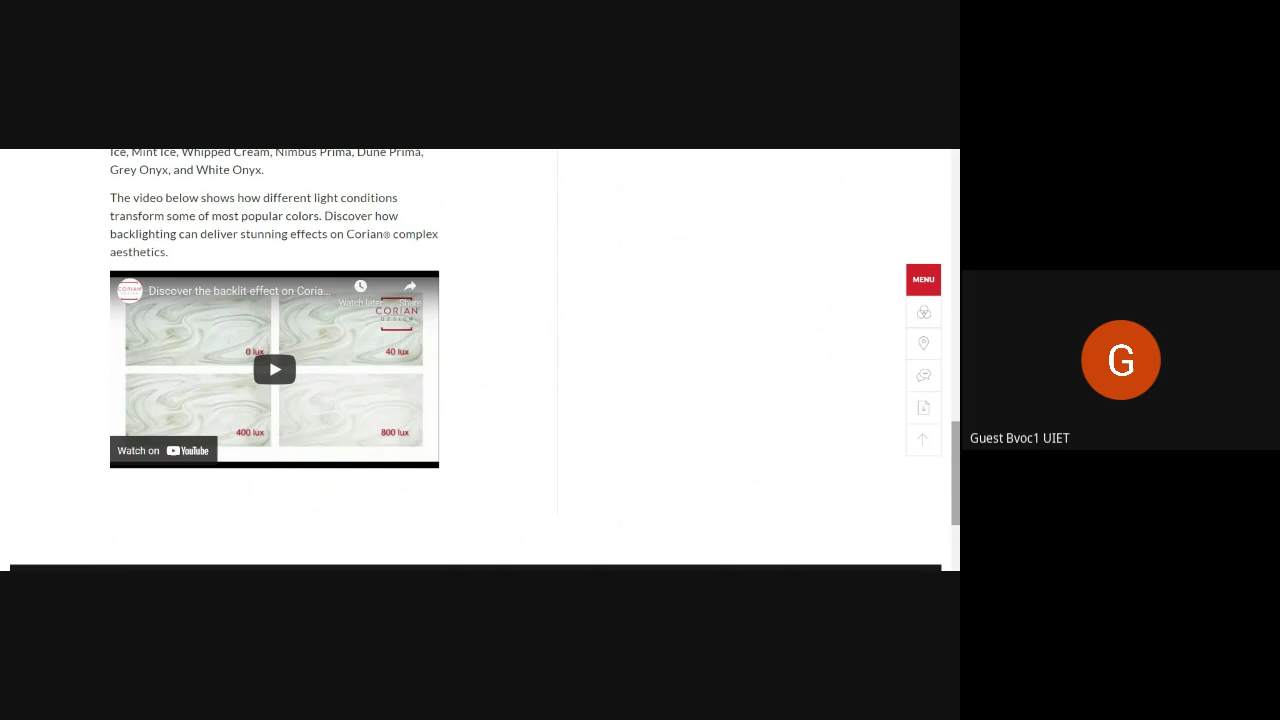 Ice, Mint Ice, Whipped Cream, Nimbus Prima, Dune Prima,
Grey Onyx, and White Onyx.
The video below shows how different light conditions
transform some of most popular colors. Discover how
backlighting can deliver stunning effects on Corian® complex
aesthetics.
Discover the backlit effect on Coria...
Watch later
Share
CORIAN
DESIGN
0 lux
40 lux
400 lux
800 lux
Watch on YouTube
MENU
G
Guest Bvoc1 UIET